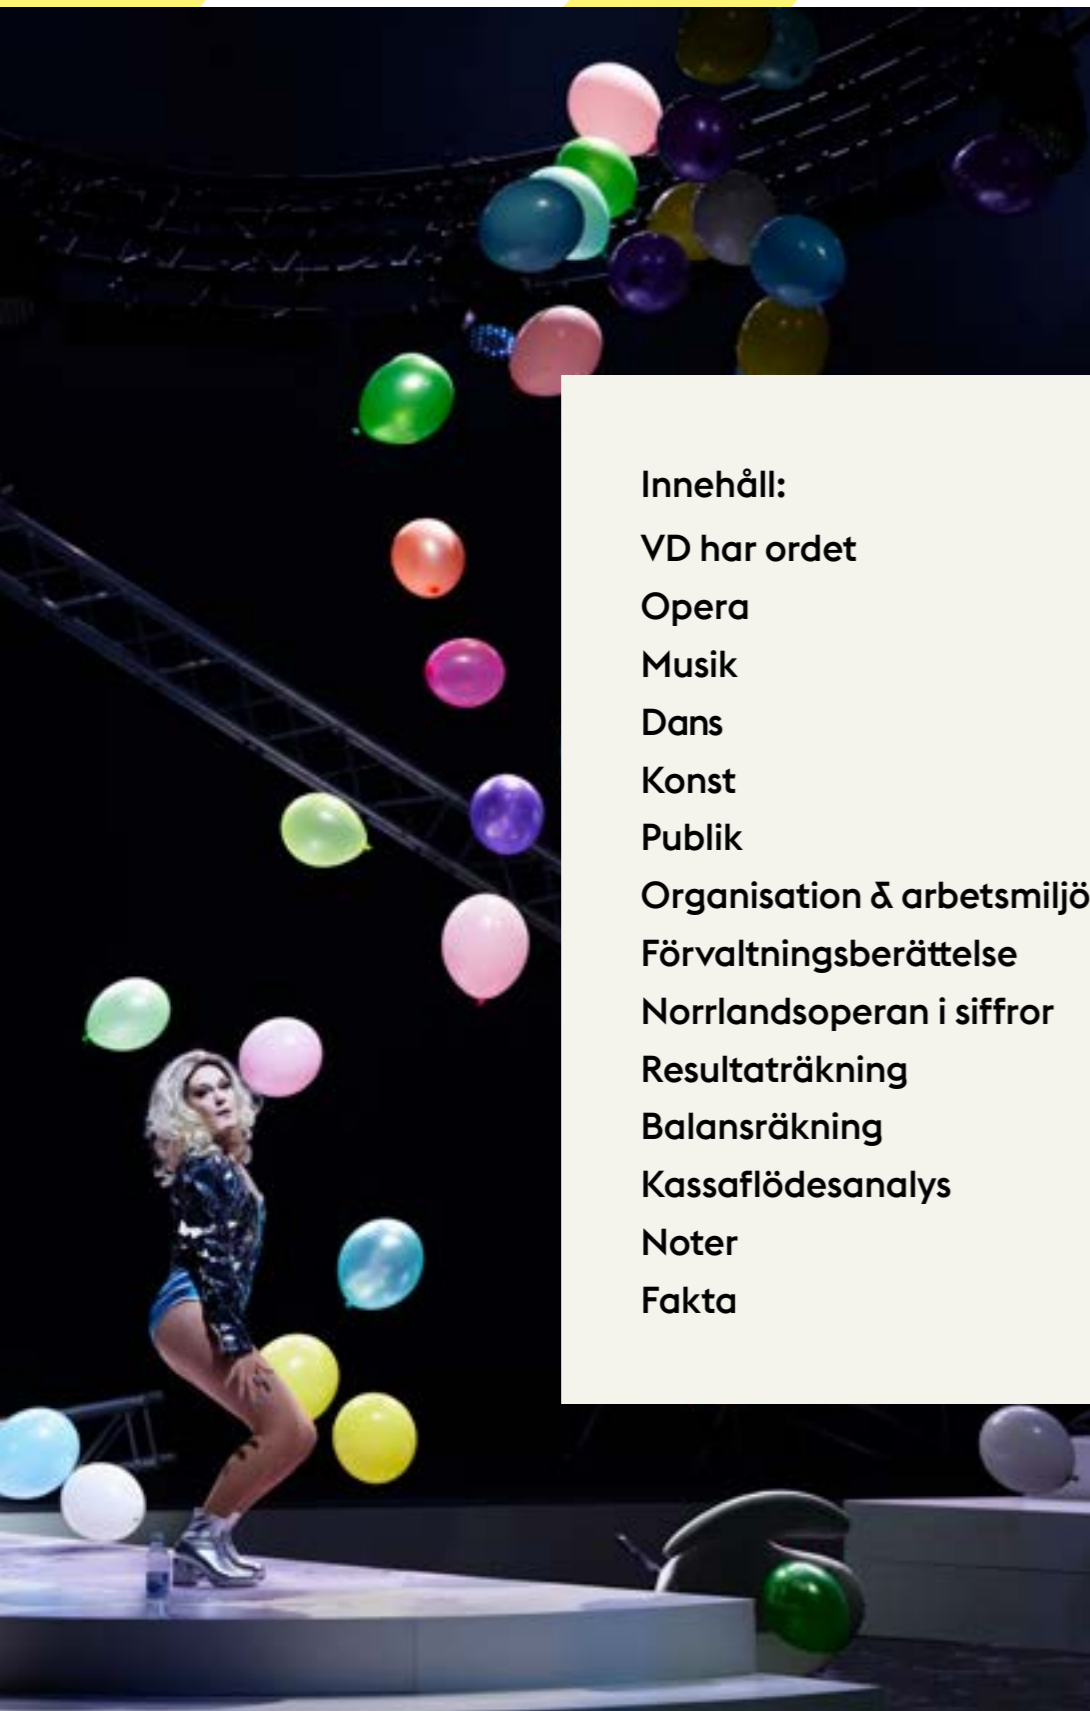 Innehåll:
VD har ordet
Opera
Musik
Dans
Konst
Publik
Organisation & arbetsmiljö
Förvaltningsberättelse
Norrlandsoperan i siffror
Resultaträkning
Balansräkning
Kassaflödesanalys
Noter
Fakta